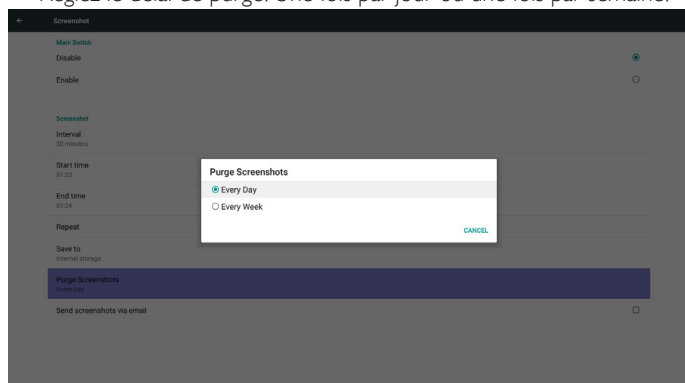 Réglez le délai de purge. Une fois par jour ou une fois par semaine.
Screenshot
Main Switch
Disable
Enable
Screenshot
Interval
30 minutes
Start time
01:23
End time
01:24
Repeat
Save to
Internal storage
Purge Screenshots
Every Day
Send screenshots via email
Purge Screenshots
Every Day
Every Week
CANCEL